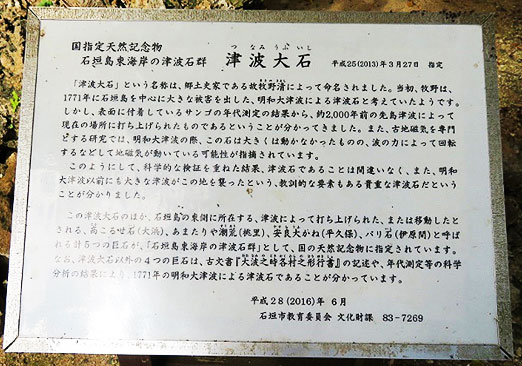 国指定天然記念物
つなみうふいし
石垣島東海岸の津波石群 津波大石 平成25(2013)年3月27日 指定
「津波大石」という名称は、郷土史家である故牧野清によって命名されました。当初、牧野は、
1771年に石垣島を中心に大きな被害を出した、明和大津波による津波石と考えていたようです。
しかし、表面に付着しているサンゴの年代測定の結果から、約2,000年前の先島津波によって
現在の場所に打ち上げられたものであるということが分かってきました。また、古地磁気を専門
とする研究では、明和大津波の際、この石は大きくは動かなかったものの、波の力によって回転
するなどして地磁気が動いている可能性が指摘されています。
このようにして、科学的な検証を重ねた結果、津波石であることは間違いなく、また、明和
大津波以前にも大きな津波がこの地を襲ったという、教訓的な要素もある貴重な津波石だという
ことが分かりました。
この津波大石のほか、石垣島の東側に所在する、津波によって打ち上げられた、または移動したと
される、高こるせ石(大浜)、あまたりや潮荒(桃里)、安良大かね(平久保)、バリ石(伊原間)と呼ば
れる計5つの巨石が、「石垣島東海岸の津波石群」として、国の天然記念物に指定されています。
なお、津波大石以外の4つの巨石は、古文書『大波之時各村之形行書』の記述や、年代測定等の科学
分析の結果により、1771年の明和大津波による津波石であることが分かっています。
平成28(2016)年 6月
石垣市教育委員会 文化財課 83-7269